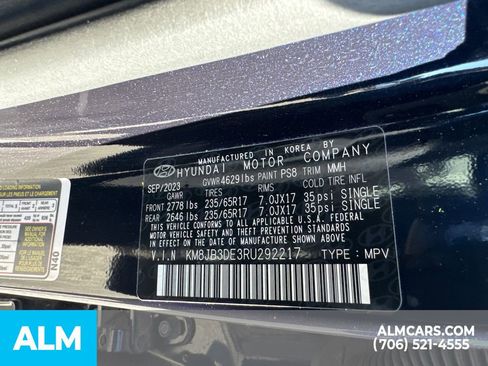 MANUFACTURED IN KOREA BY
HYUNDAI MOTOR COMPANY
SEP/2023 GVWR4629lbs PAINT PS8 TRIM MMH
GAWR TIRES RIMS COLD TIRE INFL
FRONT 2778 lbs 235/65R17 7.0JX17 35psi SINGLE
REAR 2646 lbs 235/65R17 7.0JX17 35psi SINGLE
THIS VEHICLE CONFORMS TO ALL APPLICABLE
U.S. FEDERAL MOTOR VEHICLE SAFETY, BUMPER AND THEFT
PREVENTION STANDARDS IN EFFECT ON THE DATE OF
MANUFACTURE SHOWN ABOVE.
V.I.N KM8JB3DE3RU292217 TYPE : MPV
N40
ALM
ALMCARS.COM
(706) 521-4555